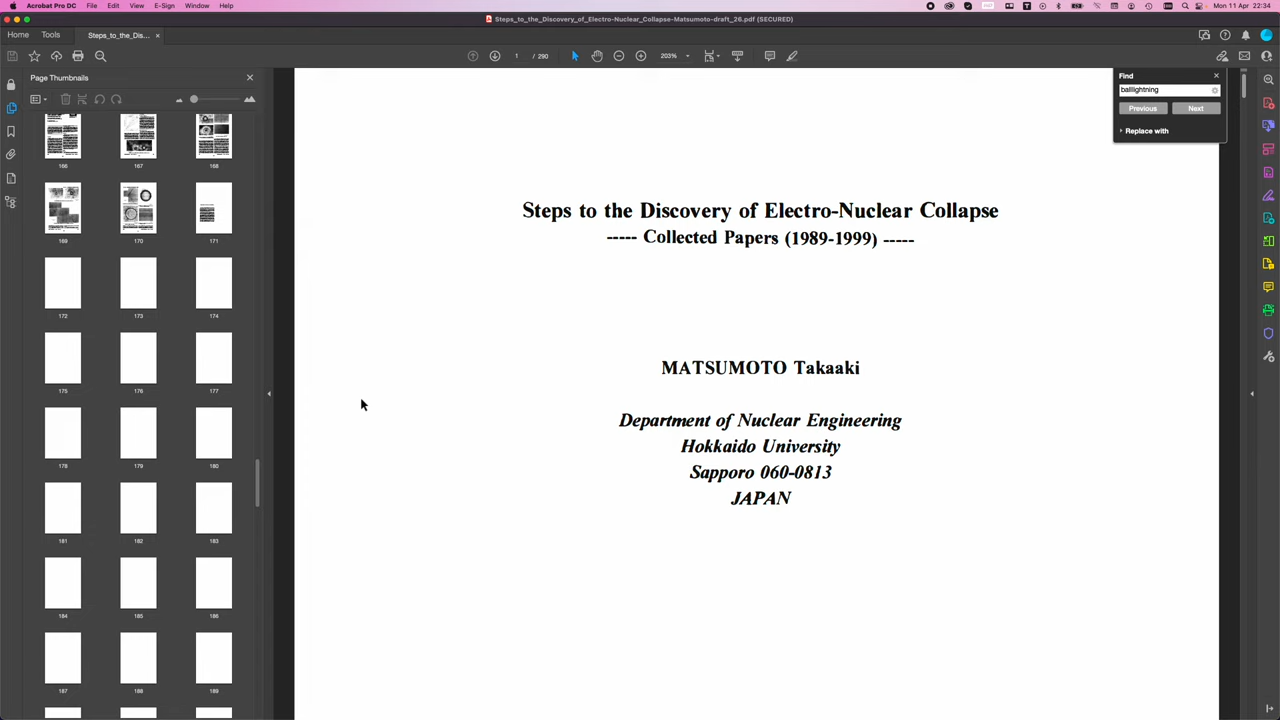 Acrobat Pro DC File Edit View E-Sign Window Help
Mon 11 Apr 22:34
Steps_to_the_Discovery_of_Electro-Nuclear_Collapse-Matsumoto-draft_26.pdf (SECURED)
Home Tools Steps_to_the_Dis... ×
1 / 290 203%
Page Thumbnails
166 167 168
169 170 171
172 173 174
175 176 177
178 179 180
181 182 183
184 185 186
187 188 189
Find
balllightning
Previous Next
Replace with
Steps to the Discovery of Electro-Nuclear Collapse
----- Collected Papers (1989-1999) -----
MATSUMOTO Takaaki
Department of Nuclear Engineering
Hokkaido University
Sapporo 060-0813
JAPAN